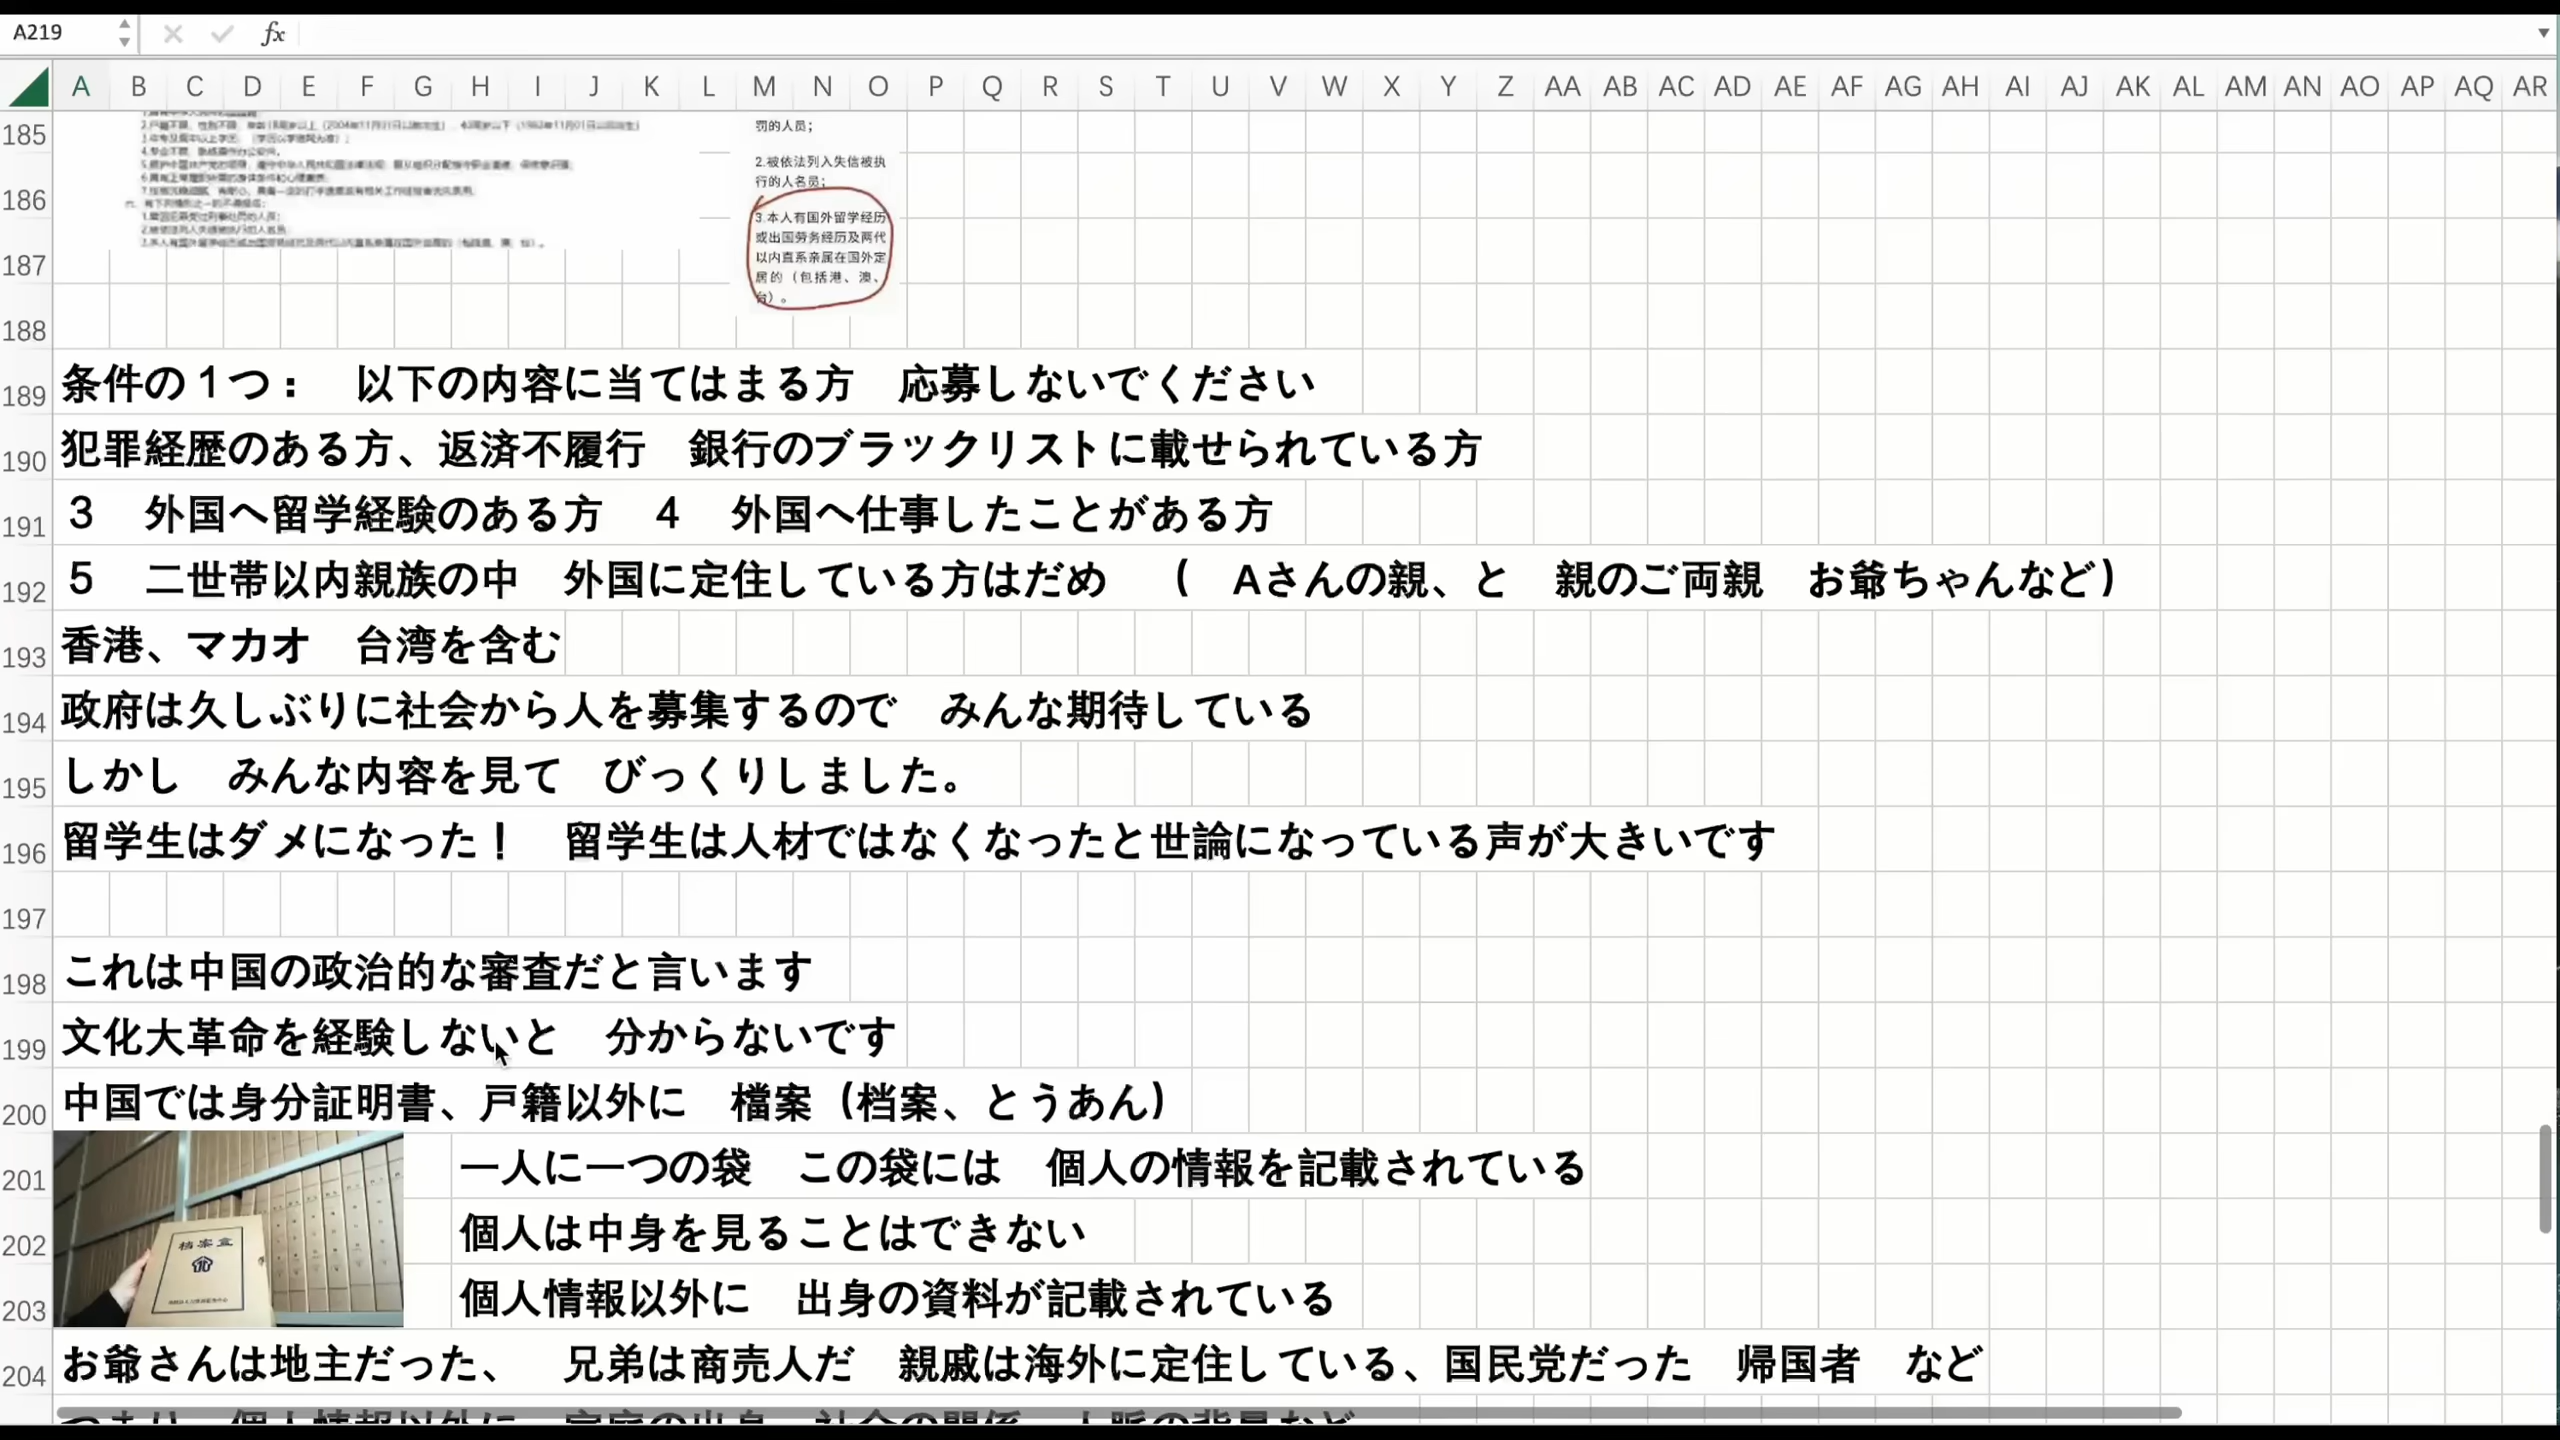 A219
fx
A B C D E F G H I J K L M N O P Q R S T U V W X Y Z AA AB AC AD AE AF AG AH AI AJ AK AL AM AN AO AP AQ AR
185
罚的人员；
2.被依法列入失信被执
行的人名员；
186
3.本人有国外留学经历
或出国劳务经历及两代
以内直系亲属在国外定
居的（包括港、澳、
台）。
187
188
189 条件の１つ：　以下の内容に当てはまる方　応募しないでください
190 犯罪経歴のある方、返済不履行　銀行のブラックリストに載せられている方
191 ３　外国へ留学経験のある方　４　外国へ仕事したことがある方
192 ５　二世帯以内親族の中　外国に定住している方はだめ　（　Aさんの親、と　親のご両親　お爺ちゃんなど）
193 香港、マカオ　台湾を含む
194 政府は久しぶりに社会から人を募集するので　みんな期待している
195 しかし　みんな内容を見て　びっくりしました。
196 留学生はダメになった！　留学生は人材ではなくなったと世論になっている声が大きいです
197
198 これは中国の政治的な審査だと言います
199 文化大革命を経験しないと　分からないです
200 中国では身分証明書、戸籍以外に　檔案（档案、とうあん）
201 一人に一つの袋　この袋には　個人の情報を記載されている
档案盒
202 個人は中身を見ることはできない
203 個人情報以外に　出身の資料が記載されている
204 お爺さんは地主だった、　兄弟は商売人だ　親戚は海外に定住している、国民党だった　帰国者　など